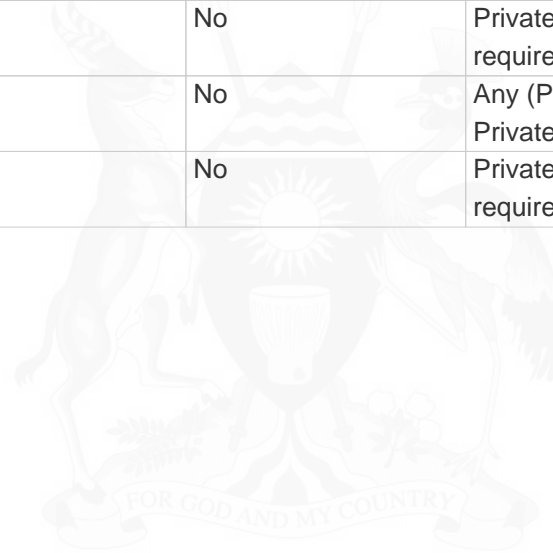 No Private
require
No Any (P
Private
No Private
require
FOR GOD AND MY COUNTRY